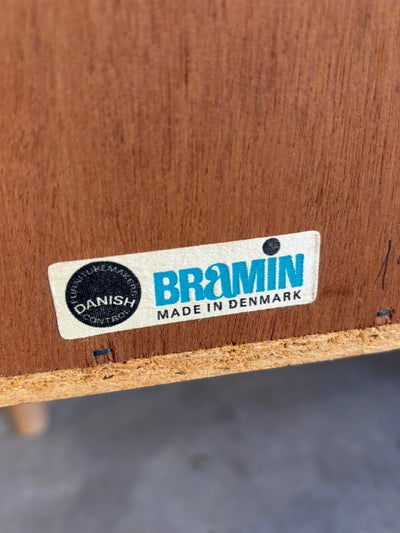 FURNITUREMAKERS
DANISH
CONTROL
BRAMIN
MADE IN DENMARK